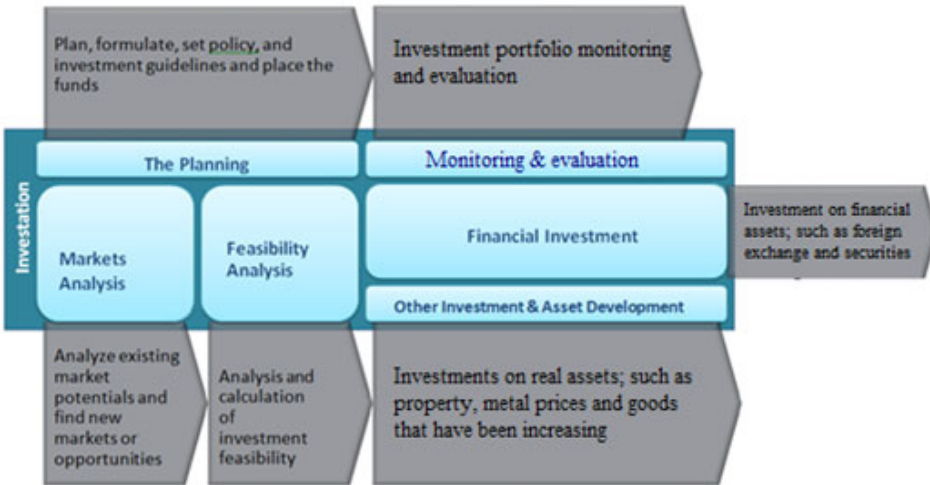 Plan, formulate, set policy, and
investment guidelines and place the
funds
Investment portfolio monitoring
and evaluation
The Planning
Monitoring & evaluation
Investation
Markets
Analysis
Feasibility
Analysis
Financial Investment
Investment on financial
assets; such as foreign
exchange and securities
Other Investment & Asset Development
Analyze existing
market
potentials and
find new
markets or
opportunities
Analysis and
calculation
of
investment
feasibility
Investments on real assets; such as
property, metal prices and goods
that have been increasing